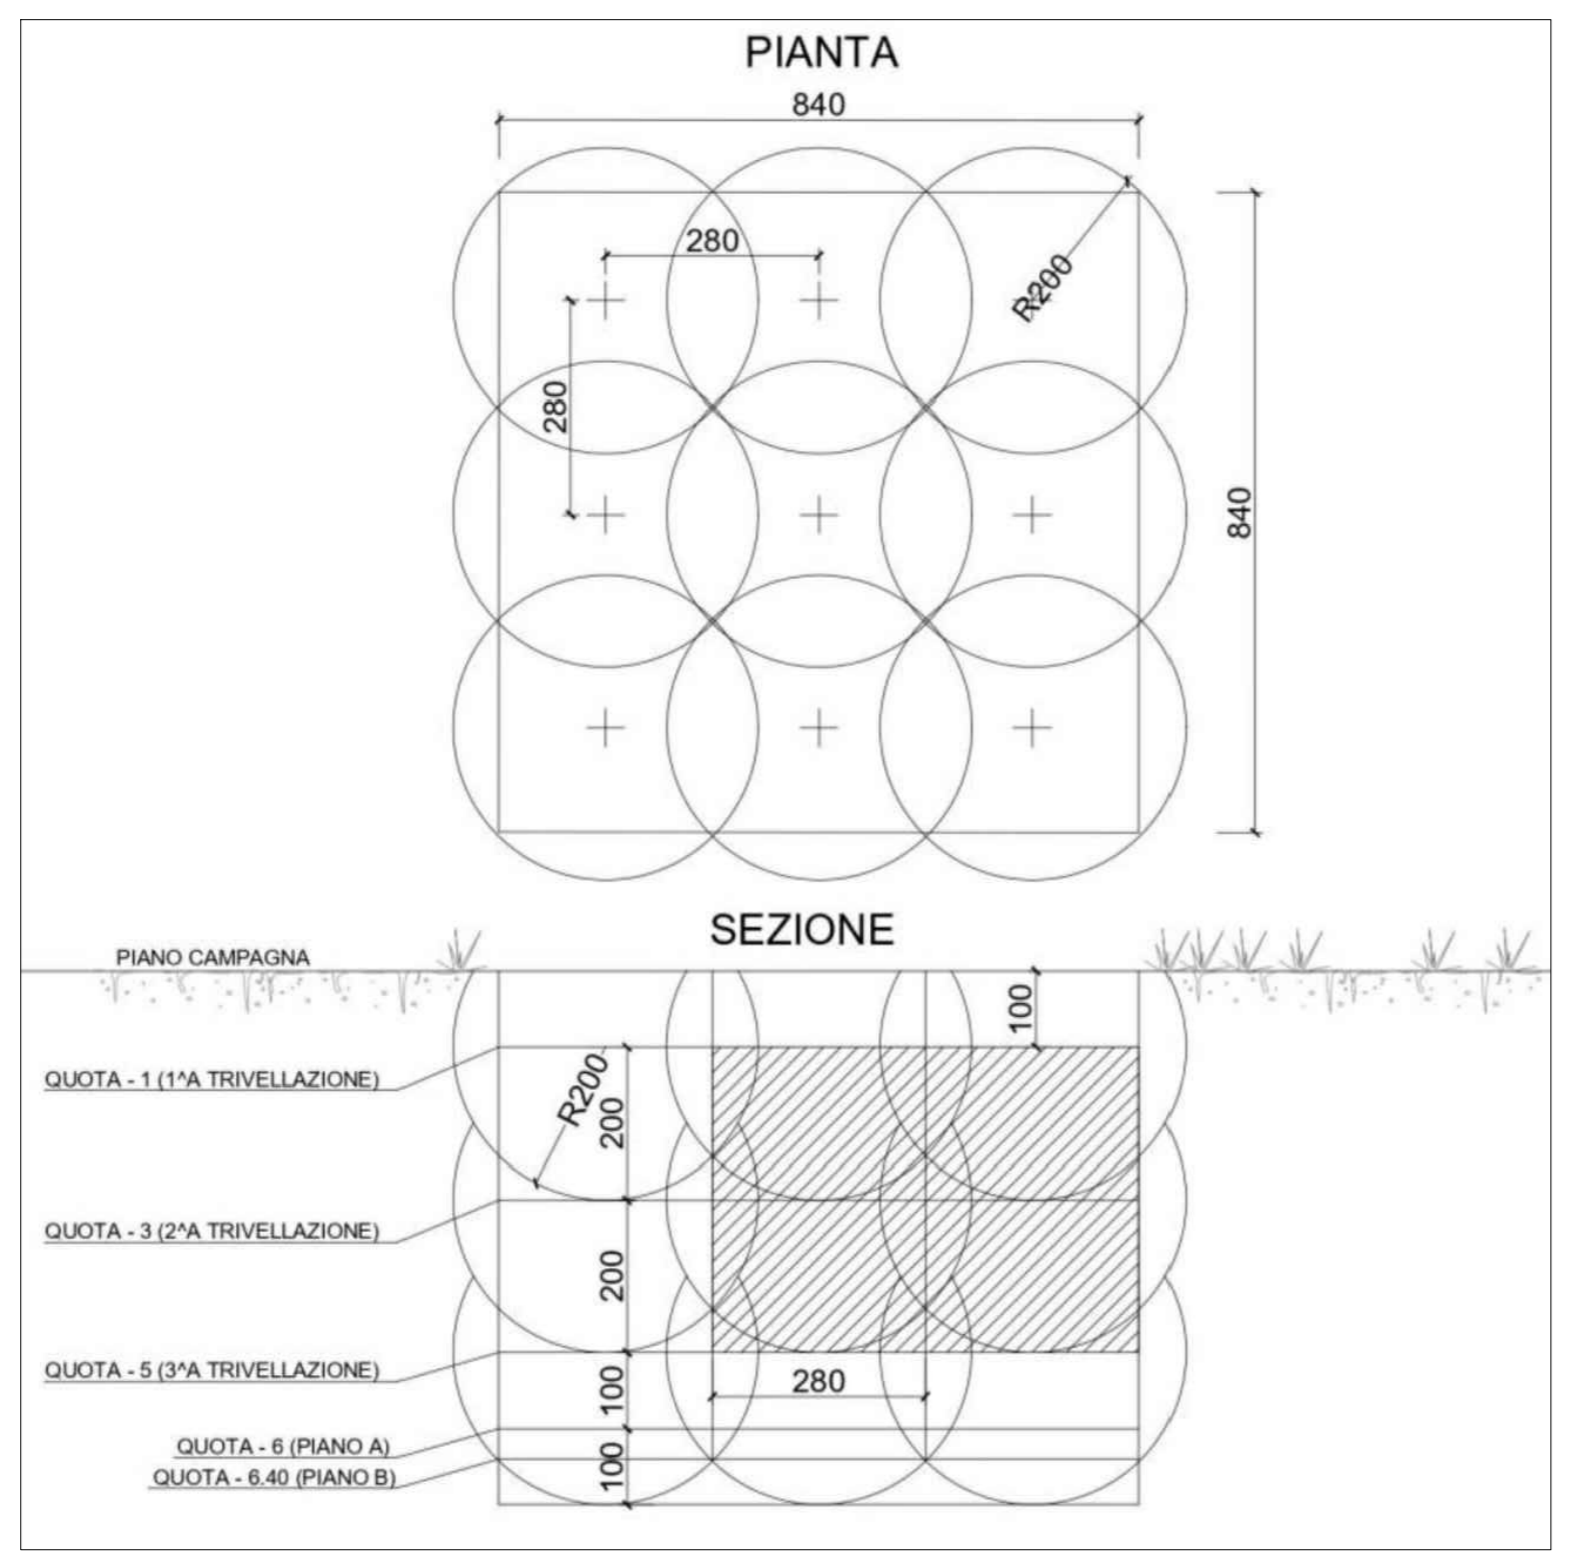 PIANTA
840
280
R200
280
840
SEZIONE
PIANO CAMPAGNA
100
QUOTA - 1 (1^A TRIVELLAZIONE)
R200
200
QUOTA - 3 (2^A TRIVELLAZIONE)
200
QUOTA - 5 (3^A TRIVELLAZIONE)
280
100
QUOTA - 6 (PIANO A)
100
QUOTA - 6.40 (PIANO B)